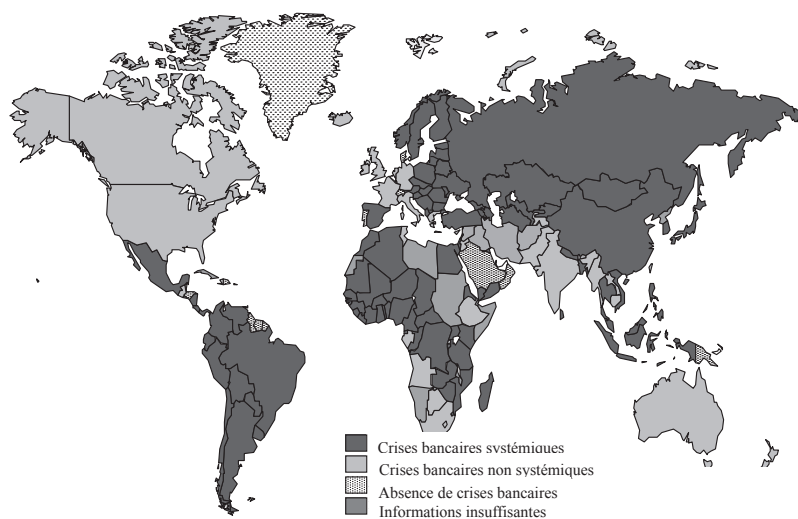 Crises bancaires systémiques
Crises bancaires non systémiques
Absence de crises bancaires
Informations insuffisantes